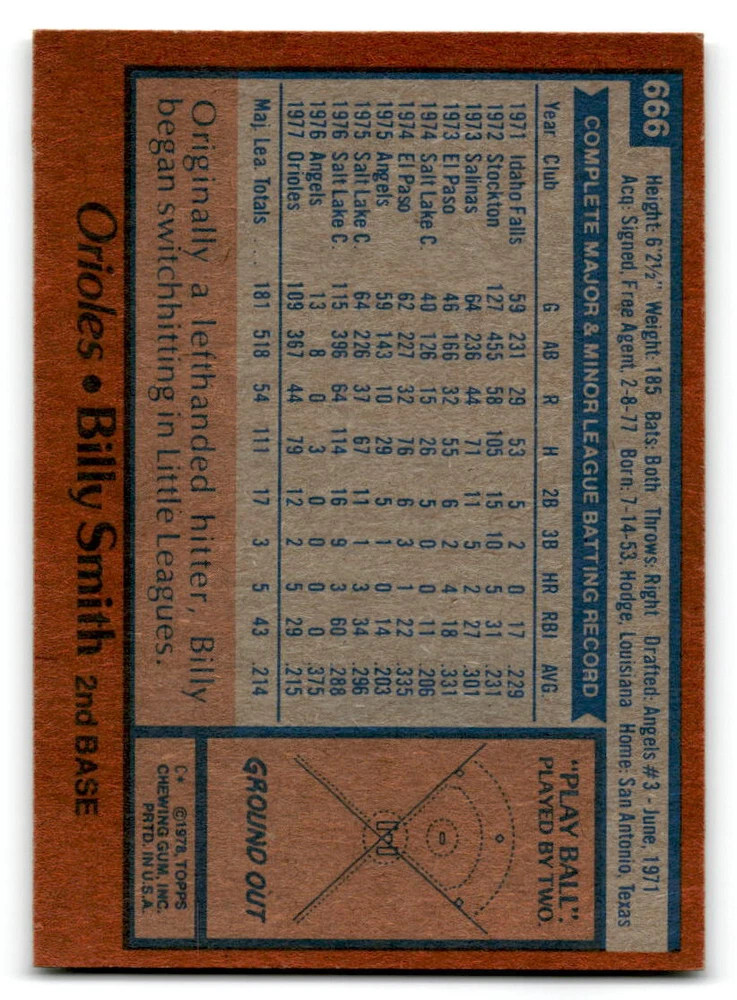 666
Height: 6'2½" Weight: 185 Bats: Both Throws: Right Drafted: Angels #3 - June, 1971
Acq: Signed, Free Agent, 2-8-77 Born: 7-14-53, Hodge, Louisiana Home: San Antonio, Texas
COMPLETE MAJOR & MINOR LEAGUE BATTING RECORD
Year Club G AB R H 2B 3B HR RBI AVG.
1971 Idaho Falls 59 231 29 53 5 2 0 17 .229
1972 Stockton 127 455 58 105 15 10 5 31 .231
1973 Salinas 64 236 44 71 11 5 2 27 .301
1973 El Paso 46 166 32 55 6 2 4 18 .331
1974 Salt Lake C. 40 126 15 26 5 0 0 11 .206
1974 El Paso 62 227 32 76 6 3 1 22 .335
1975 Angels 59 143 10 29 5 1 0 14 .203
1975 Salt Lake C. 64 226 37 67 11 1 3 34 .296
1976 Salt Lake C. 115 396 64 114 16 9 3 60 .288
1976 Angels 13 8 0 3 0 0 0 0 .375
1977 Orioles 109 367 44 79 12 2 5 29 .215
Maj. Lea. Totals ..... 181 518 54 111 17 3 5 43 .214
Originally a lefthanded hitter, Billy
began switchhitting in Little Leagues.
"PLAY BALL".
PLAYED BY TWO.
GROUND OUT
C* ©1978, TOPPS
CHEWING GUM, INC.
PRTD. IN U.S.A.
Orioles • Billy Smith 2nd BASE